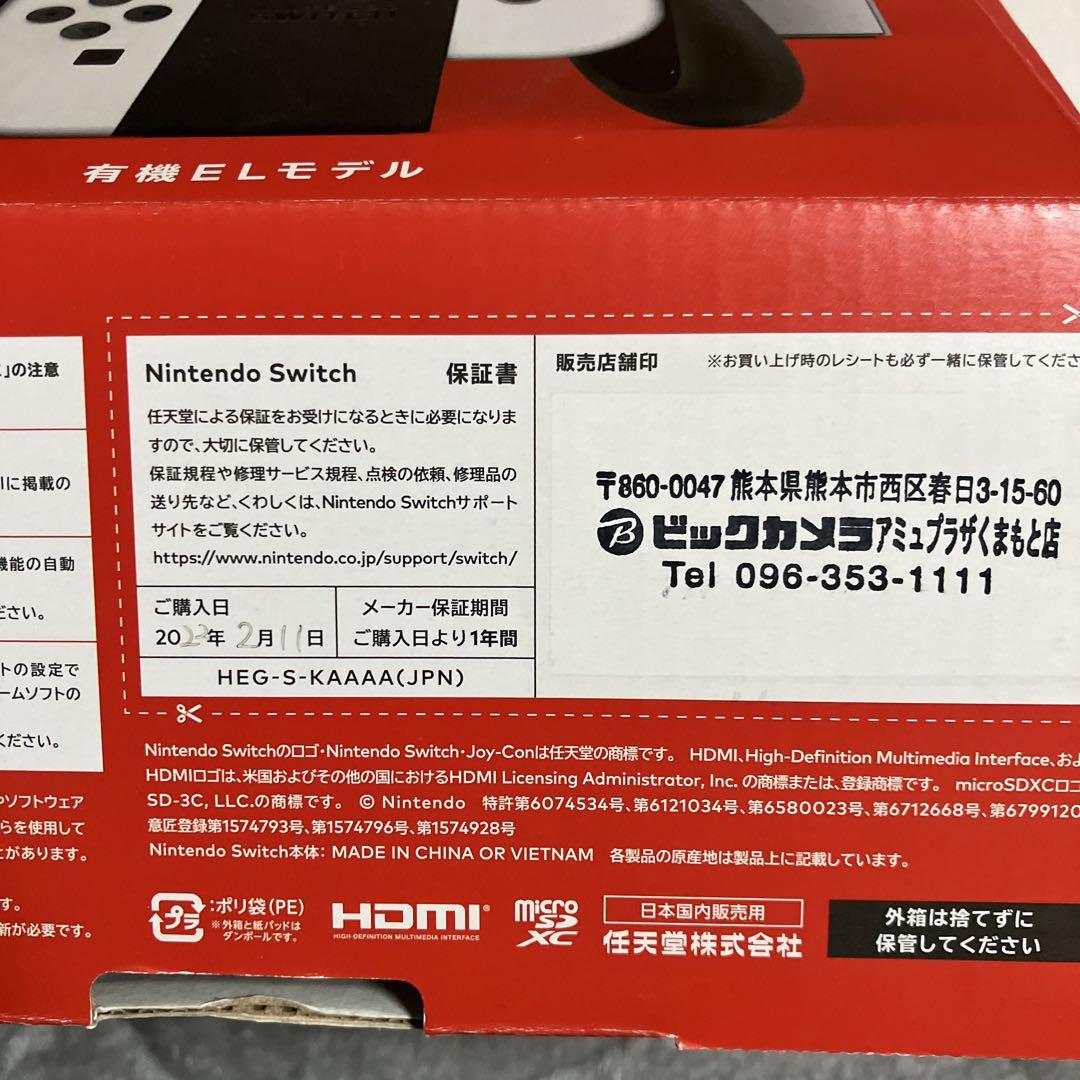 SWITCH
有機ELモデル
」の注意
に掲載の
機能の自動
ださい。
トの設定で
ームソフトの
ください。
やソフトウェア
らを使用して
とがあります。
す。
新が必要です。
Nintendo Switch 保証書
任天堂による保証をお受けになるときに必要になりま
すので、大切に保管してください。
保証規程や修理サービス規程、点検の依頼、修理品の
送り先など、くわしくは、Nintendo Switchサポート
サイトをご覧ください。
https://www.nintendo.co.jp/support/switch/
ご購入日
2023年 2月11日
メーカー保証期間
ご購入日より1年間
HEG-S-KAAAA(JPN)
販売店舗印 ※お買い上げ時のレシートも必ず一緒に保管してくださ
〒860-0047 熊本県熊本市西区春日3-15-60
B ビックカメラアミュプラザくまもと店
Tel 096-353-1111
Nintendo Switchのロゴ・Nintendo Switch・Joy-Conは任天堂の商標です。 HDMI、High-Definition Multimedia Interface、およ
HDMIロゴは、米国およびその他の国におけるHDMI Licensing Administrator, Inc. の商標または、登録商標です。 microSDXCロゴ
SD-3C, LLC.の商標です。 © Nintendo 特許第6074534号、第6121034号、第6580023号、第6712668号、第6799120
意匠登録第1574793号、第1574796号、第1574928号
Nintendo Switch本体: MADE IN CHINA OR VIETNAM 各製品の原産地は製品上に記載しています。
プラ :ポリ袋(PE)
※外箱と紙パッドは
ダンボールです。
HDMI®
HIGH-DEFINITION MULTIMEDIA INTERFACE
micro
SD
XC
日本国内販売用
任天堂株式会社
外箱は捨てずに
保管してください